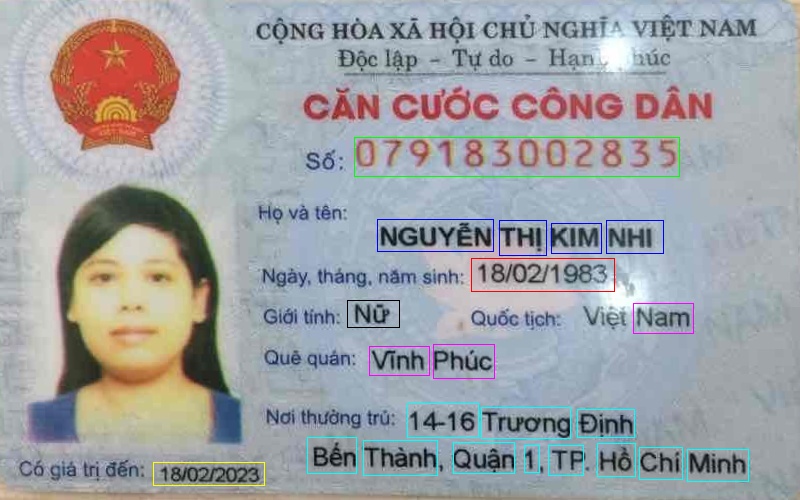 CỘNG HÒA XÃ HỘI CHỦ NGHĨA VIỆT NAM
Độc lập - Tự do - Hạnh phúc
CĂN CƯỚC CÔNG DÂN
Số: 079183002835
Họ và tên:
NGUYỄN THỊ KIM NHI
Ngày, tháng, năm sinh: 18/02/1983
Giới tính: Nữ Quốc tịch: Việt Nam
Quê quán: Vĩnh Phúc
Nơi thường trú: 14-16 Trương Định
Bến Thành, Quận 1, TP. Hồ Chí Minh
Có giá trị đến: 18/02/2023